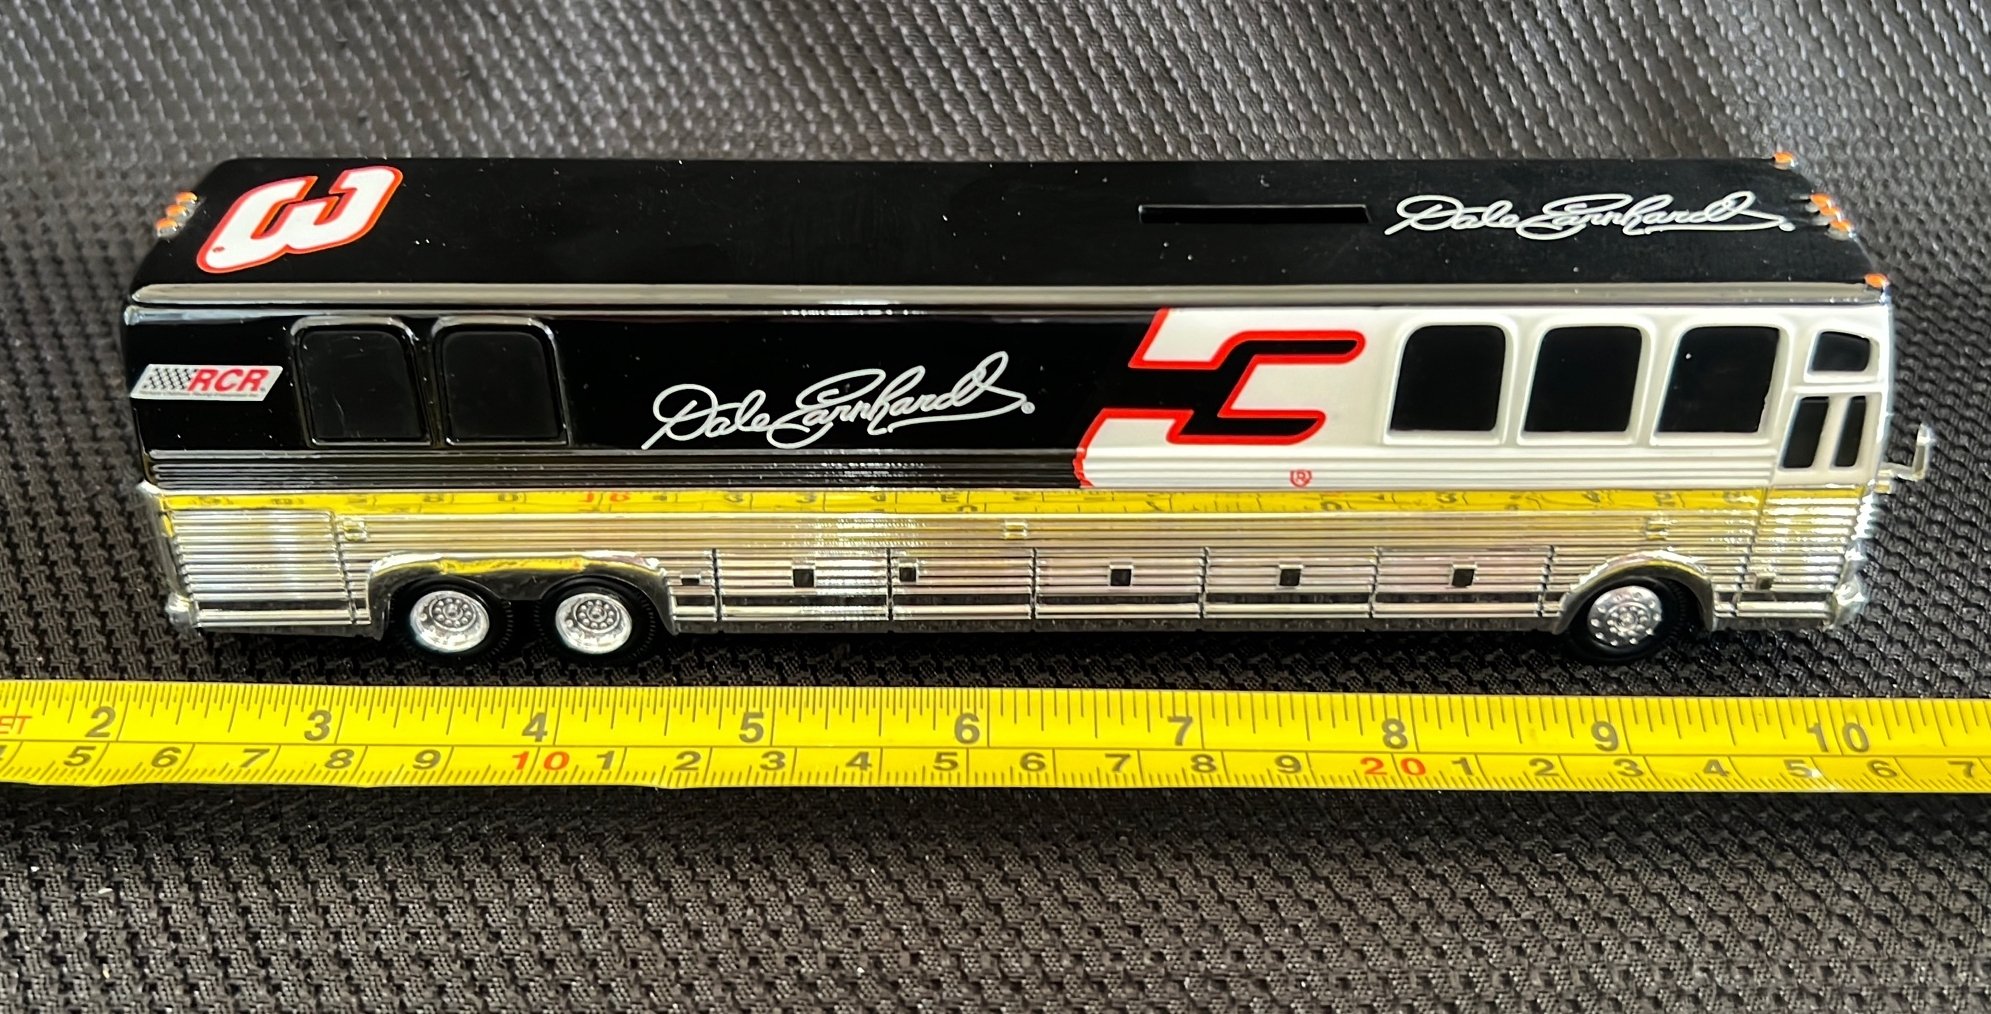 3
Dale Earnhardt
RCR
Dale Earnhardt®
3
R
ET 2 3 4 5 6 7 8 9 10
5 6 7 8 9 10 1 2 3 4 5 6 7 8 9 20 1 2 3 4 5 6 7